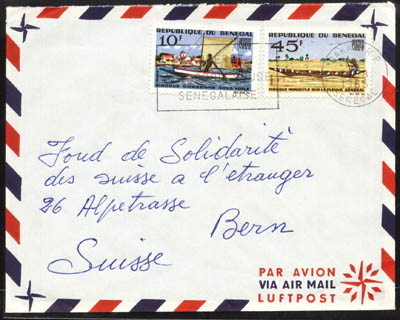 REPUBLIQUE DU SENEGAL
10F
REPUBLIQUE DU SENEGAL
45F
SENEGALAISE
Fond de Solidarité
des suisse a l'etranger
26 Alpetrasse
Bern
Suisse
PAR AVION
VIA AIR MAIL
LUFTPOST